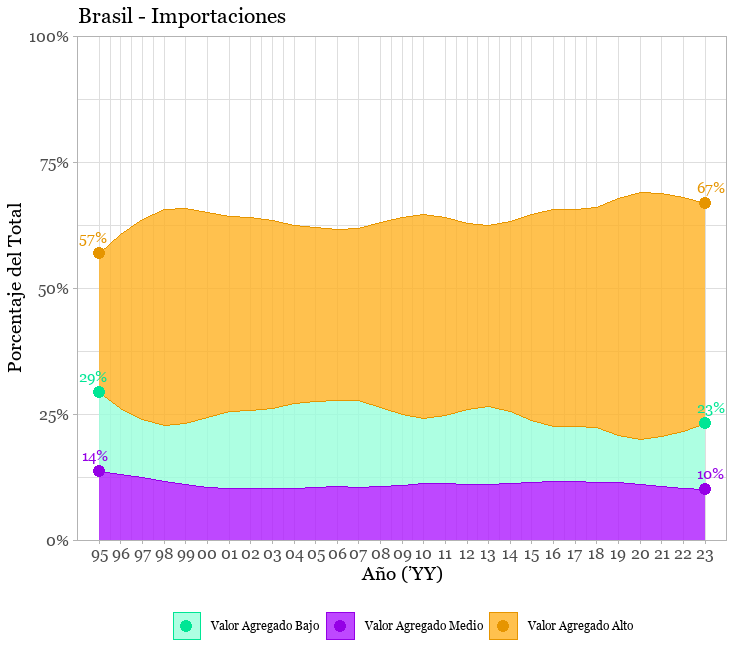 Brasil - Importaciones
Porcentaje del Total
100%
75%
50%
25%
0%
57%
67%
29%
23%
14%
10%
95 96 97 98 99 00 01 02 03 04 05 06 07 08 09 10 11 12 13 14 15 16 17 18 19 20 21 22 23
Año ('YY)
Valor Agregado Bajo Valor Agregado Medio Valor Agregado Alto